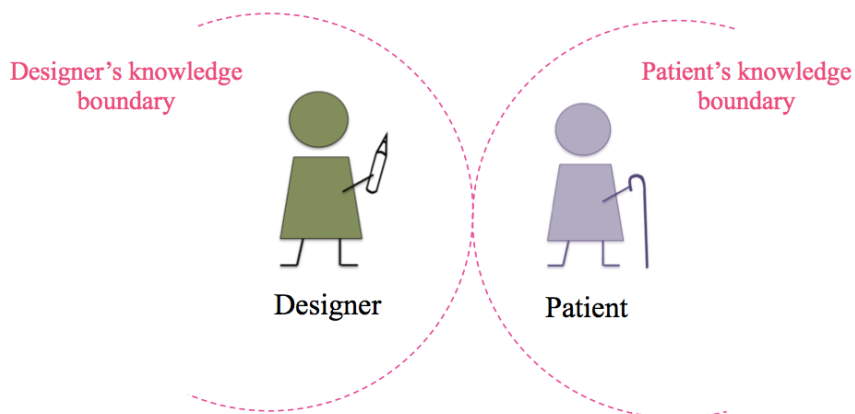 Designer’s knowledge
boundary
Patient’s knowledge
boundary
Designer
Patient